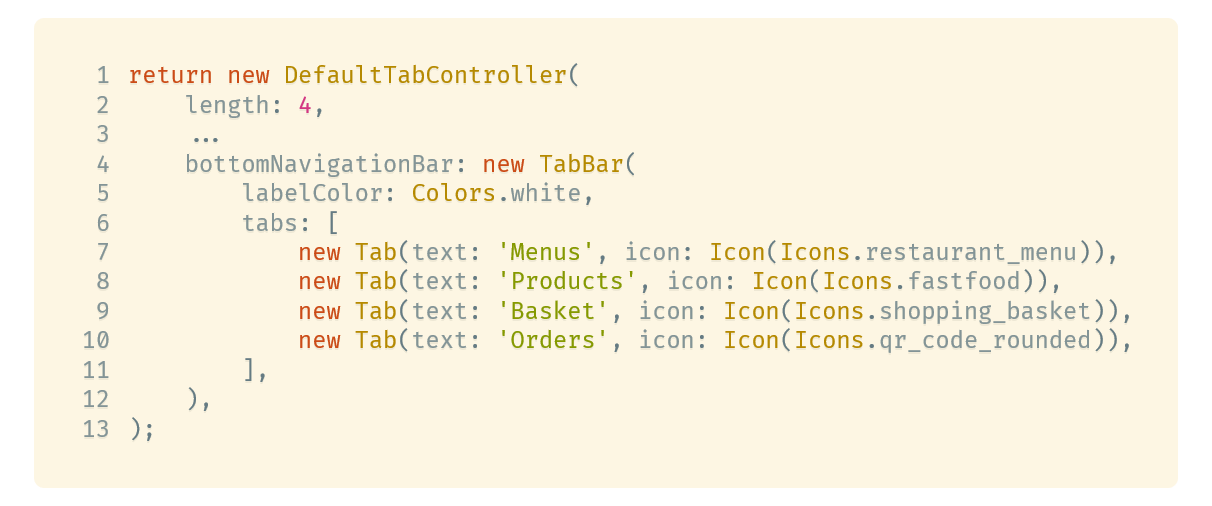 1 return new DefaultTabController(
2     length: 4,
3     ...
4     bottomNavigationBar: new TabBar(
5         labelColor: Colors.white,
6         tabs: [
7             new Tab(text: 'Menus', icon: Icon(Icons.restaurant_menu)),
8             new Tab(text: 'Products', icon: Icon(Icons.fastfood)),
9             new Tab(text: 'Basket', icon: Icon(Icons.shopping_basket)),
10             new Tab(text: 'Orders', icon: Icon(Icons.qr_code_rounded)),
11         ],
12     ),
13 );